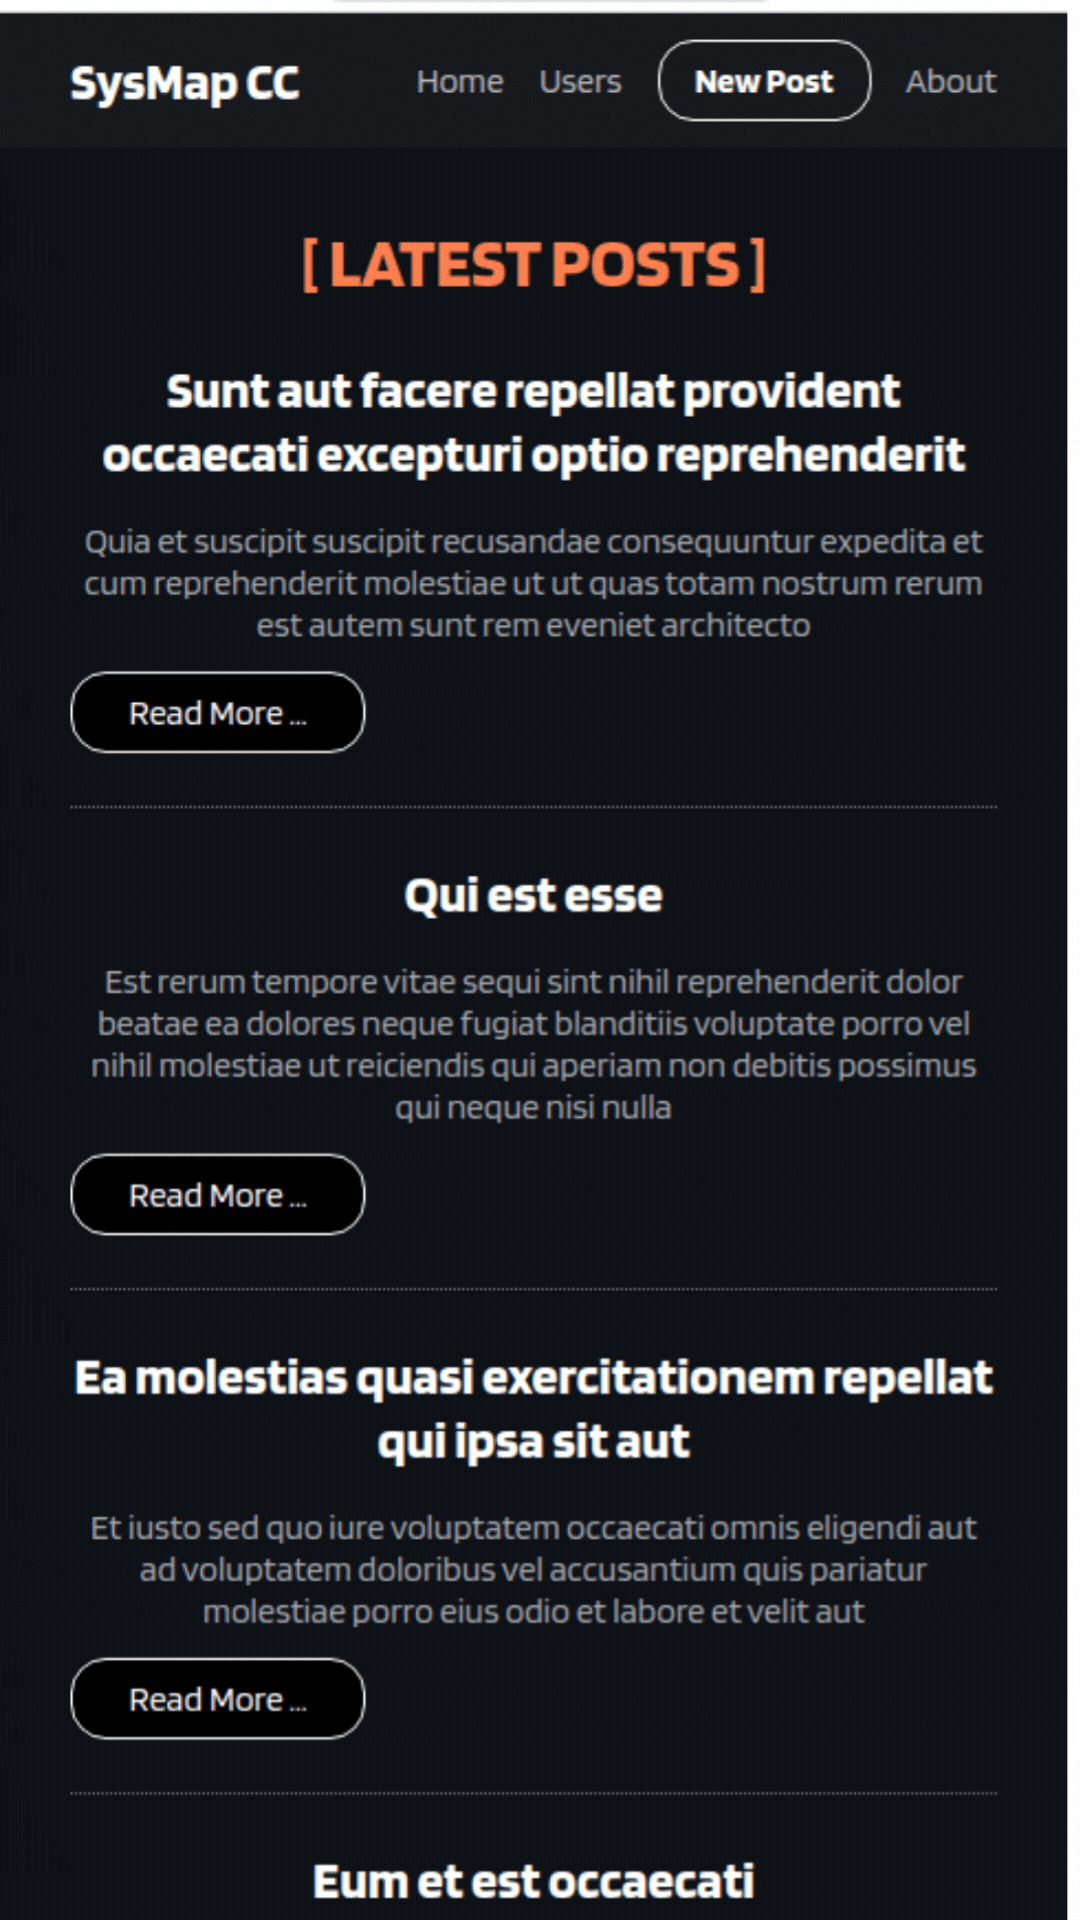 SysMap CC Home Users New Post About
[ LATEST POSTS ]
Sunt aut facere repellat provident
occaecati excepturi optio reprehenderit
Quia et suscipit suscipit recusandae consequuntur expedita et
cum reprehenderit molestiae ut ut quas totam nostrum rerum
est autem sunt rem eveniet architecto
Read More ...
Qui est esse
Est rerum tempore vitae sequi sint nihil reprehenderit dolor
beatae ea dolores neque fugiat blanditiis voluptate porro vel
nihil molestiae ut reiciendis qui aperiam non debitis possimus
qui neque nisi nulla
Read More ...
Ea molestias quasi exercitationem repellat
qui ipsa sit aut
Et iusto sed quo iure voluptatem occaecati omnis eligendi aut
ad voluptatem doloribus vel accusantium quis pariatur
molestiae porro eius odio et labore et velit aut
Read More ...
Eum et est occaecati